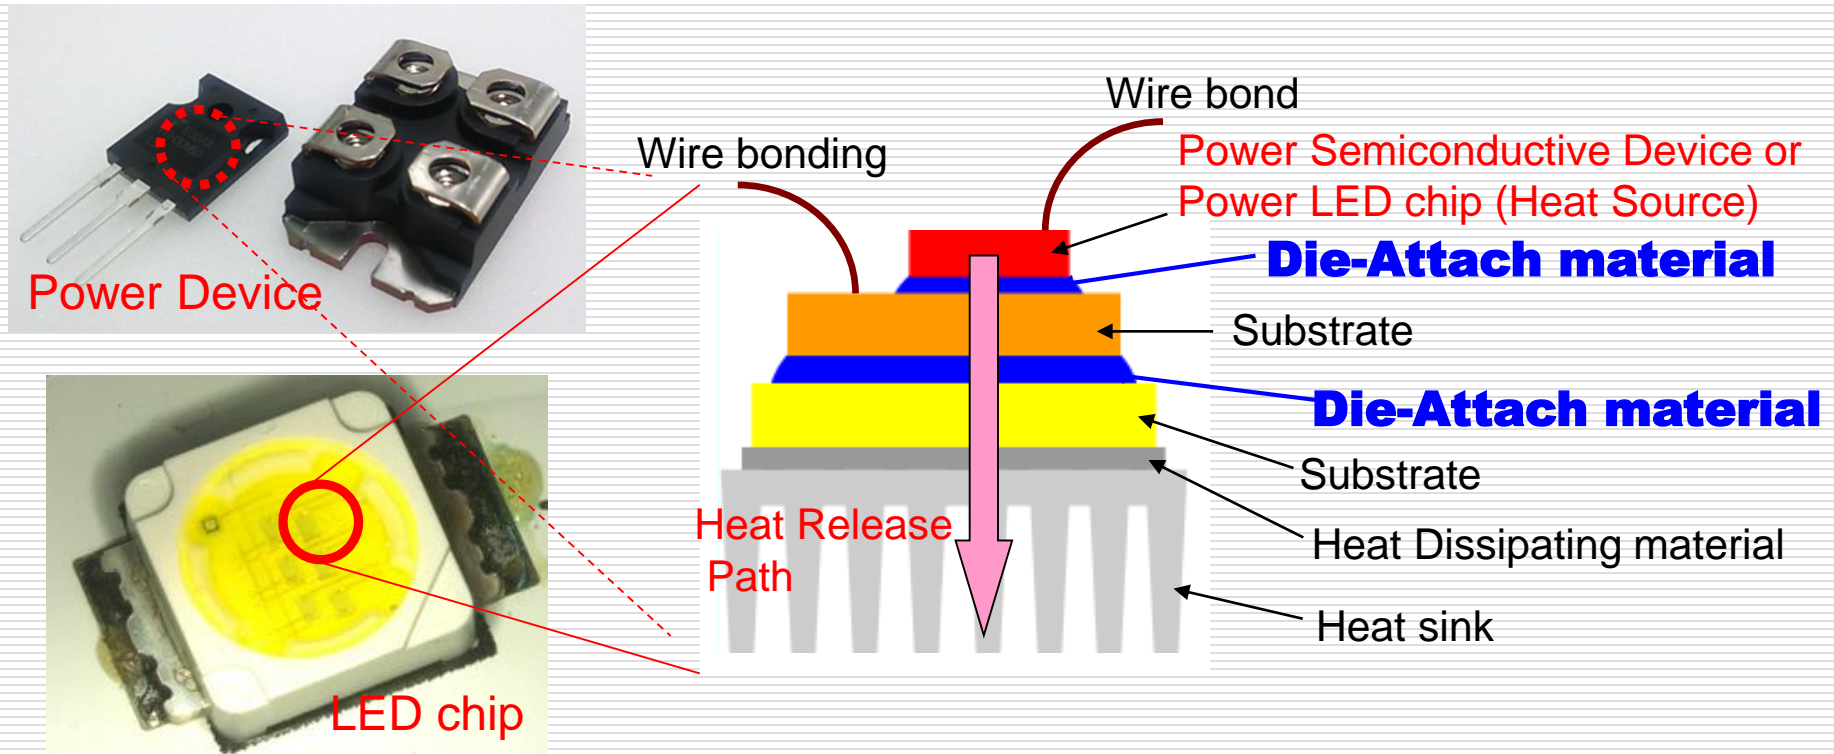 Wire bond
Wire bonding
Power Semiconductive Device or
Power LED chip (Heat Source)
Die-Attach material
Power Device
Substrate
Die-Attach material
Substrate
Heat Release
Path
Heat Dissipating material
Heat sink
LED chip